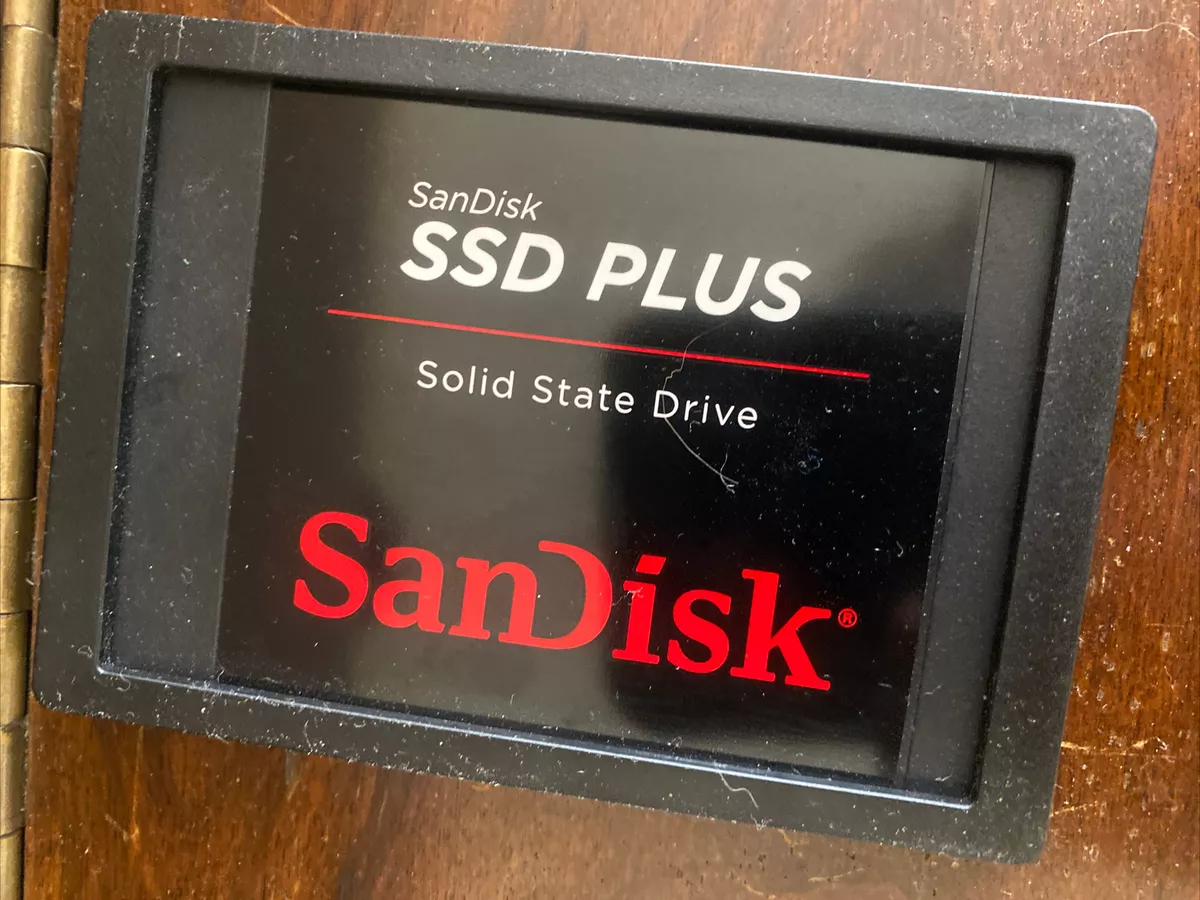 SanDisk
SSD PLUS
Solid State Drive
SanDisk®